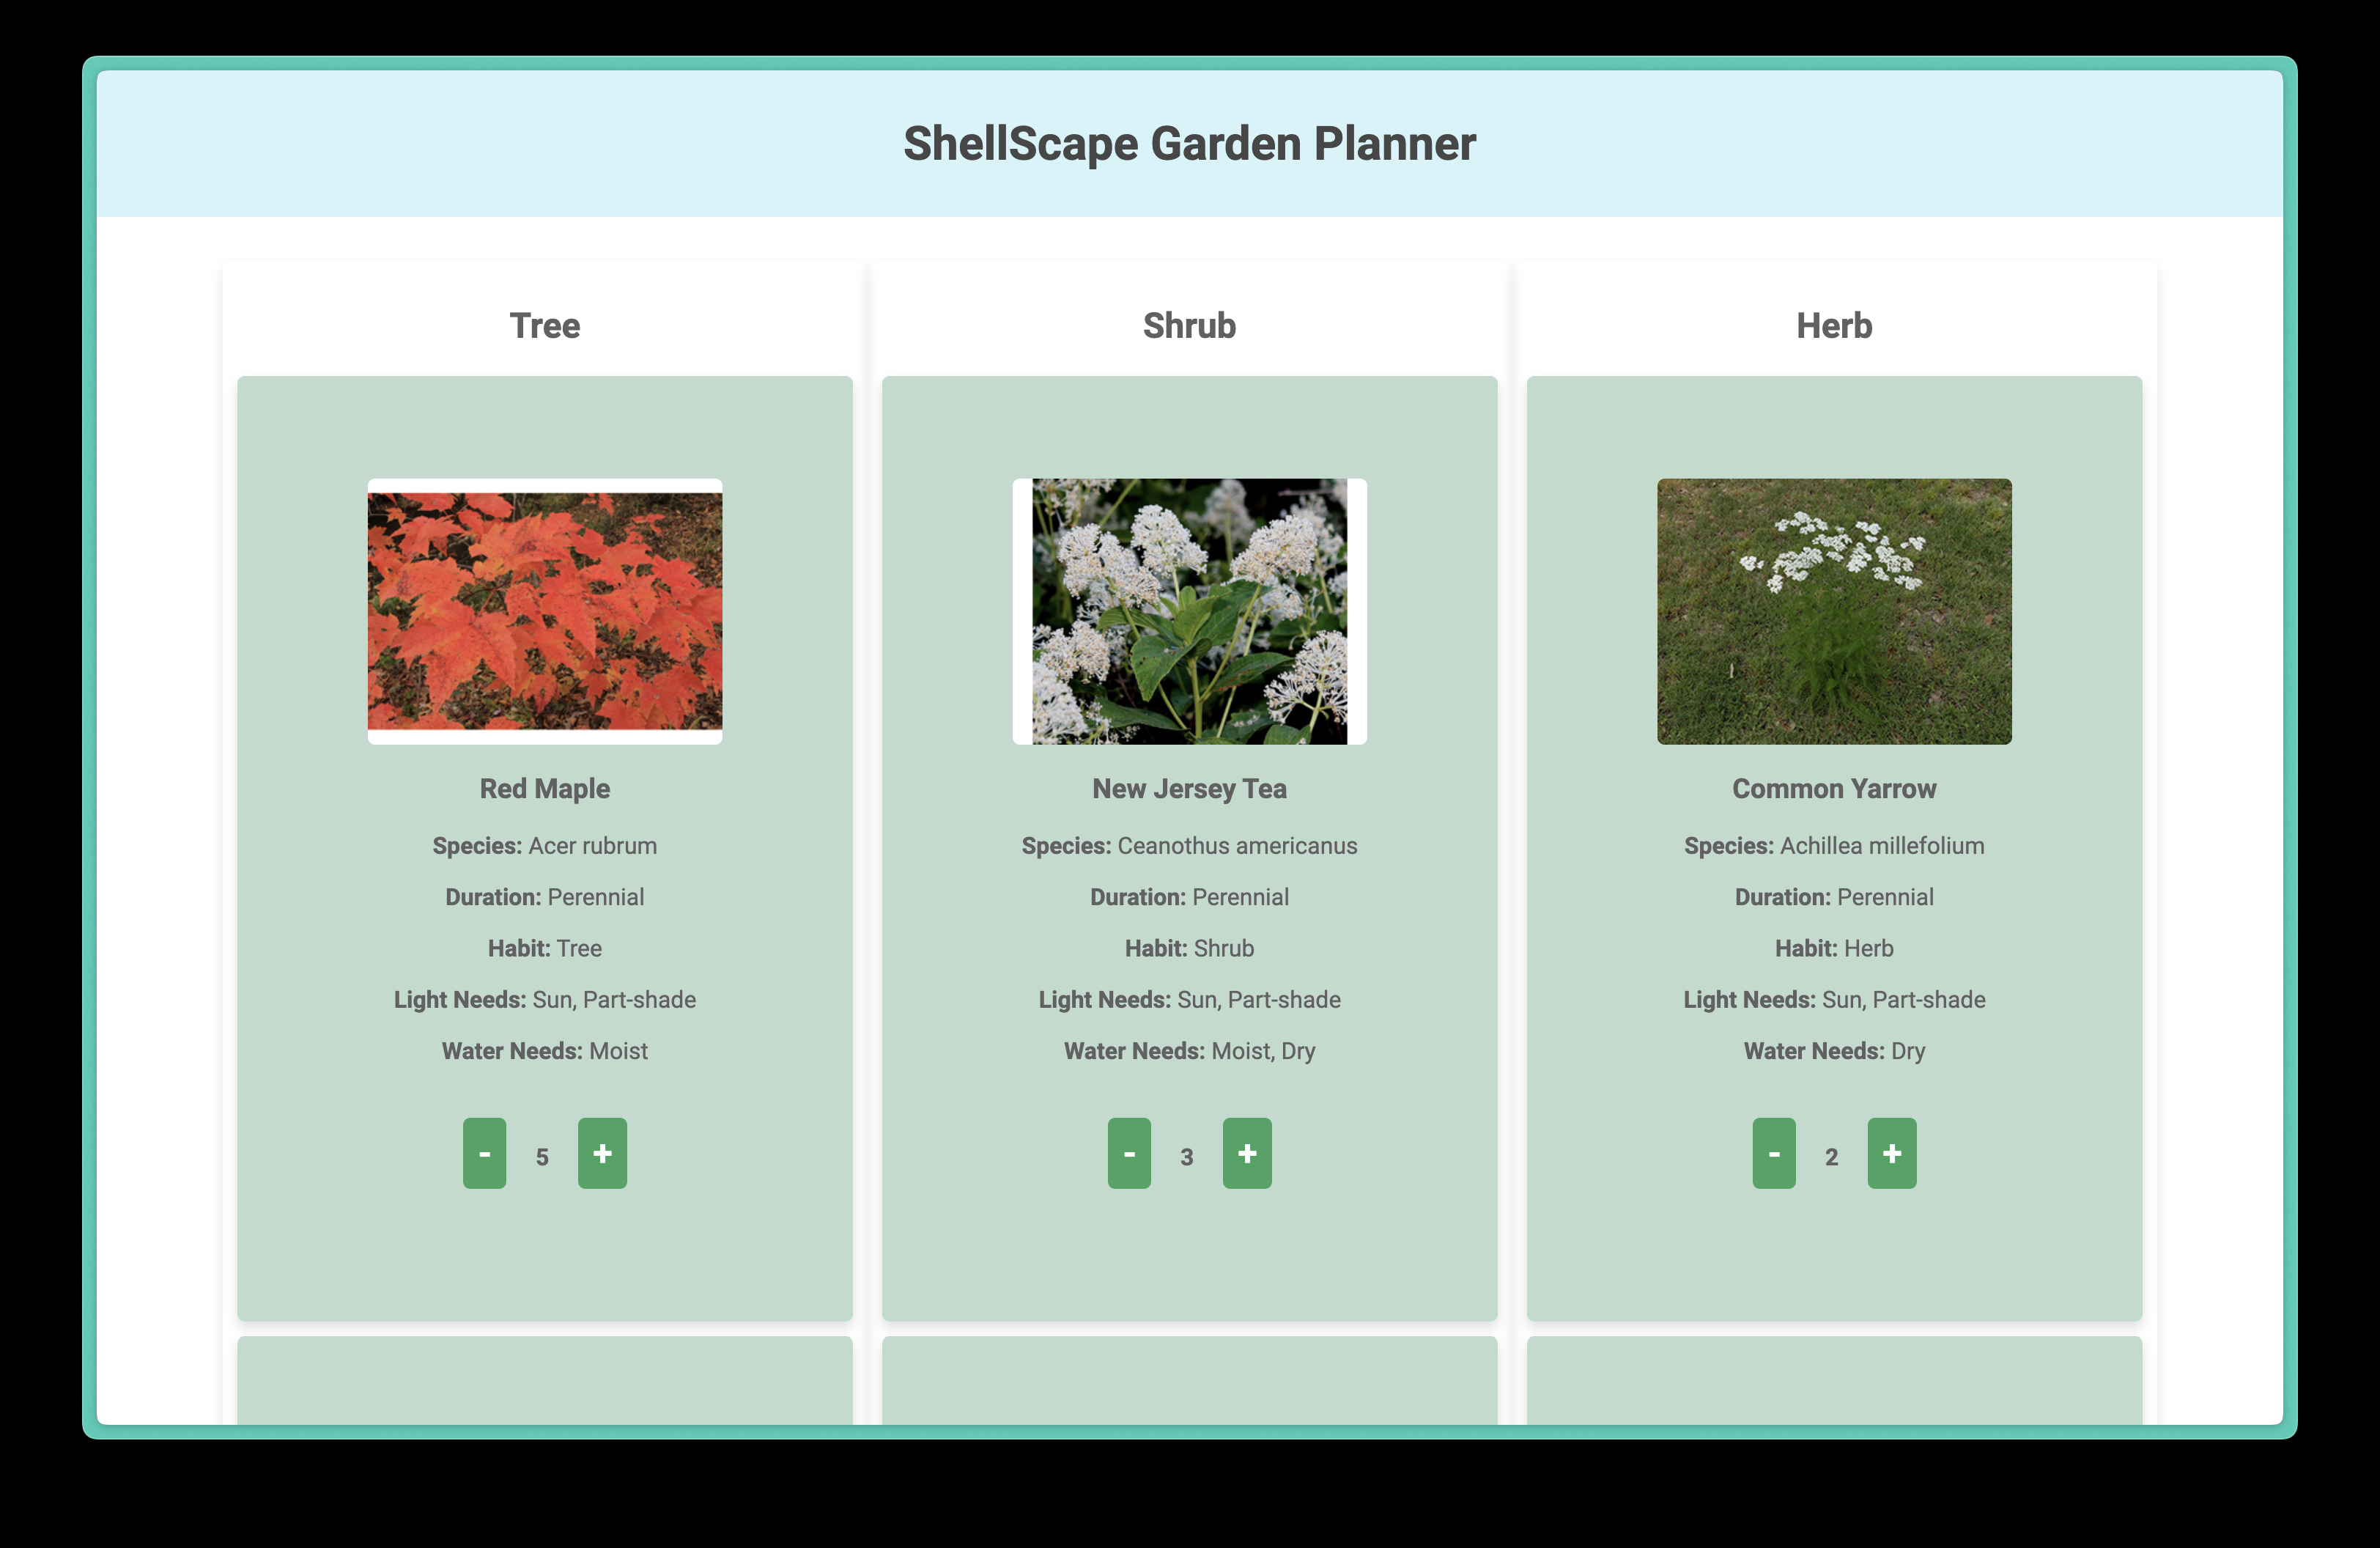 ShellScape Garden Planner
Tree
Red Maple
Species: Acer rubrum
Duration: Perennial
Habit: Tree
Light Needs: Sun, Part-shade
Water Needs: Moist
- 5 +
Shrub
New Jersey Tea
Species: Ceanothus americanus
Duration: Perennial
Habit: Shrub
Light Needs: Sun, Part-shade
Water Needs: Moist, Dry
- 3 +
Herb
Common Yarrow
Species: Achillea millefolium
Duration: Perennial
Habit: Herb
Light Needs: Sun, Part-shade
Water Needs: Dry
- 2 +